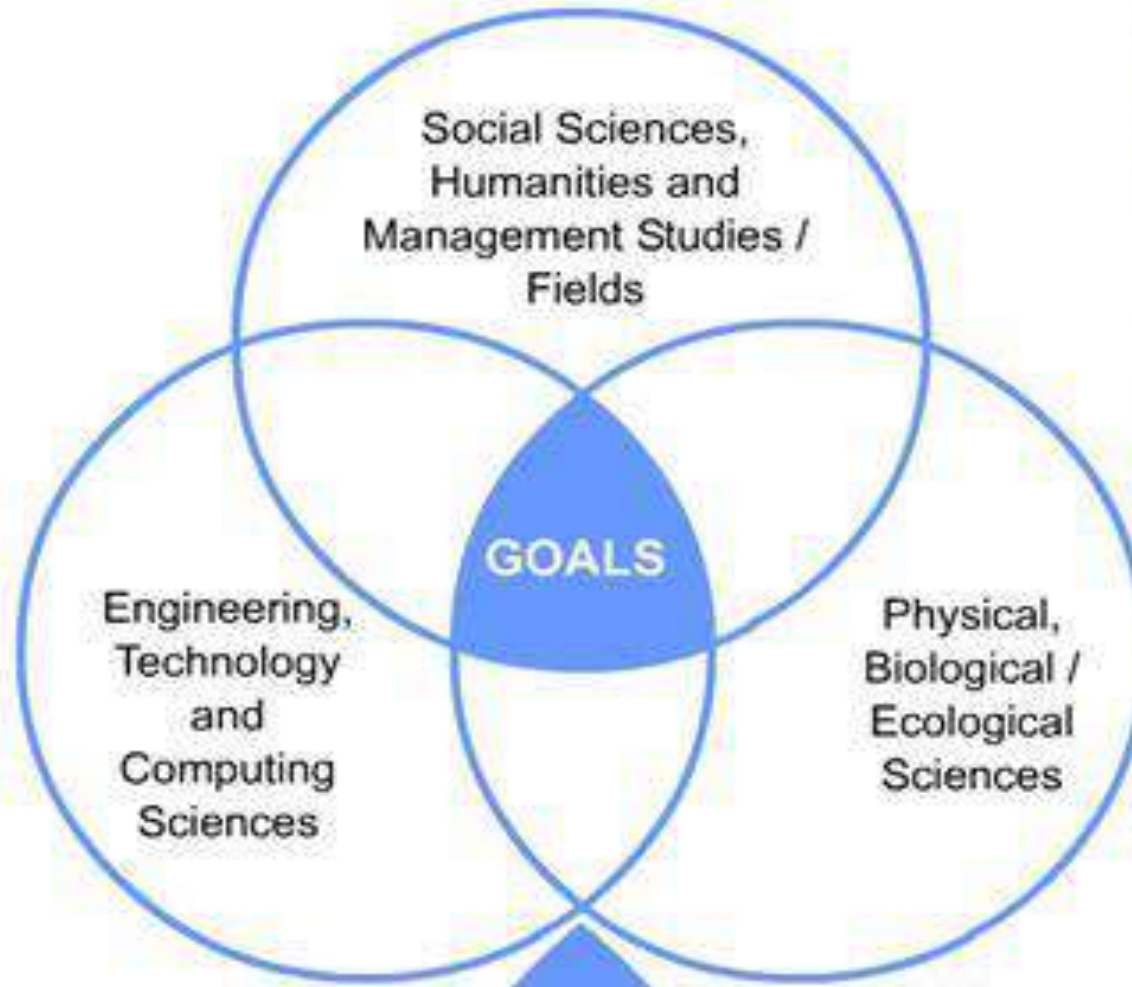 Social Sciences,
Humanities and
Management Studies /
Fields
GOALS
Engineering,
Technology
and
Computing
Sciences
Physical,
Biological /
Ecological
Sciences